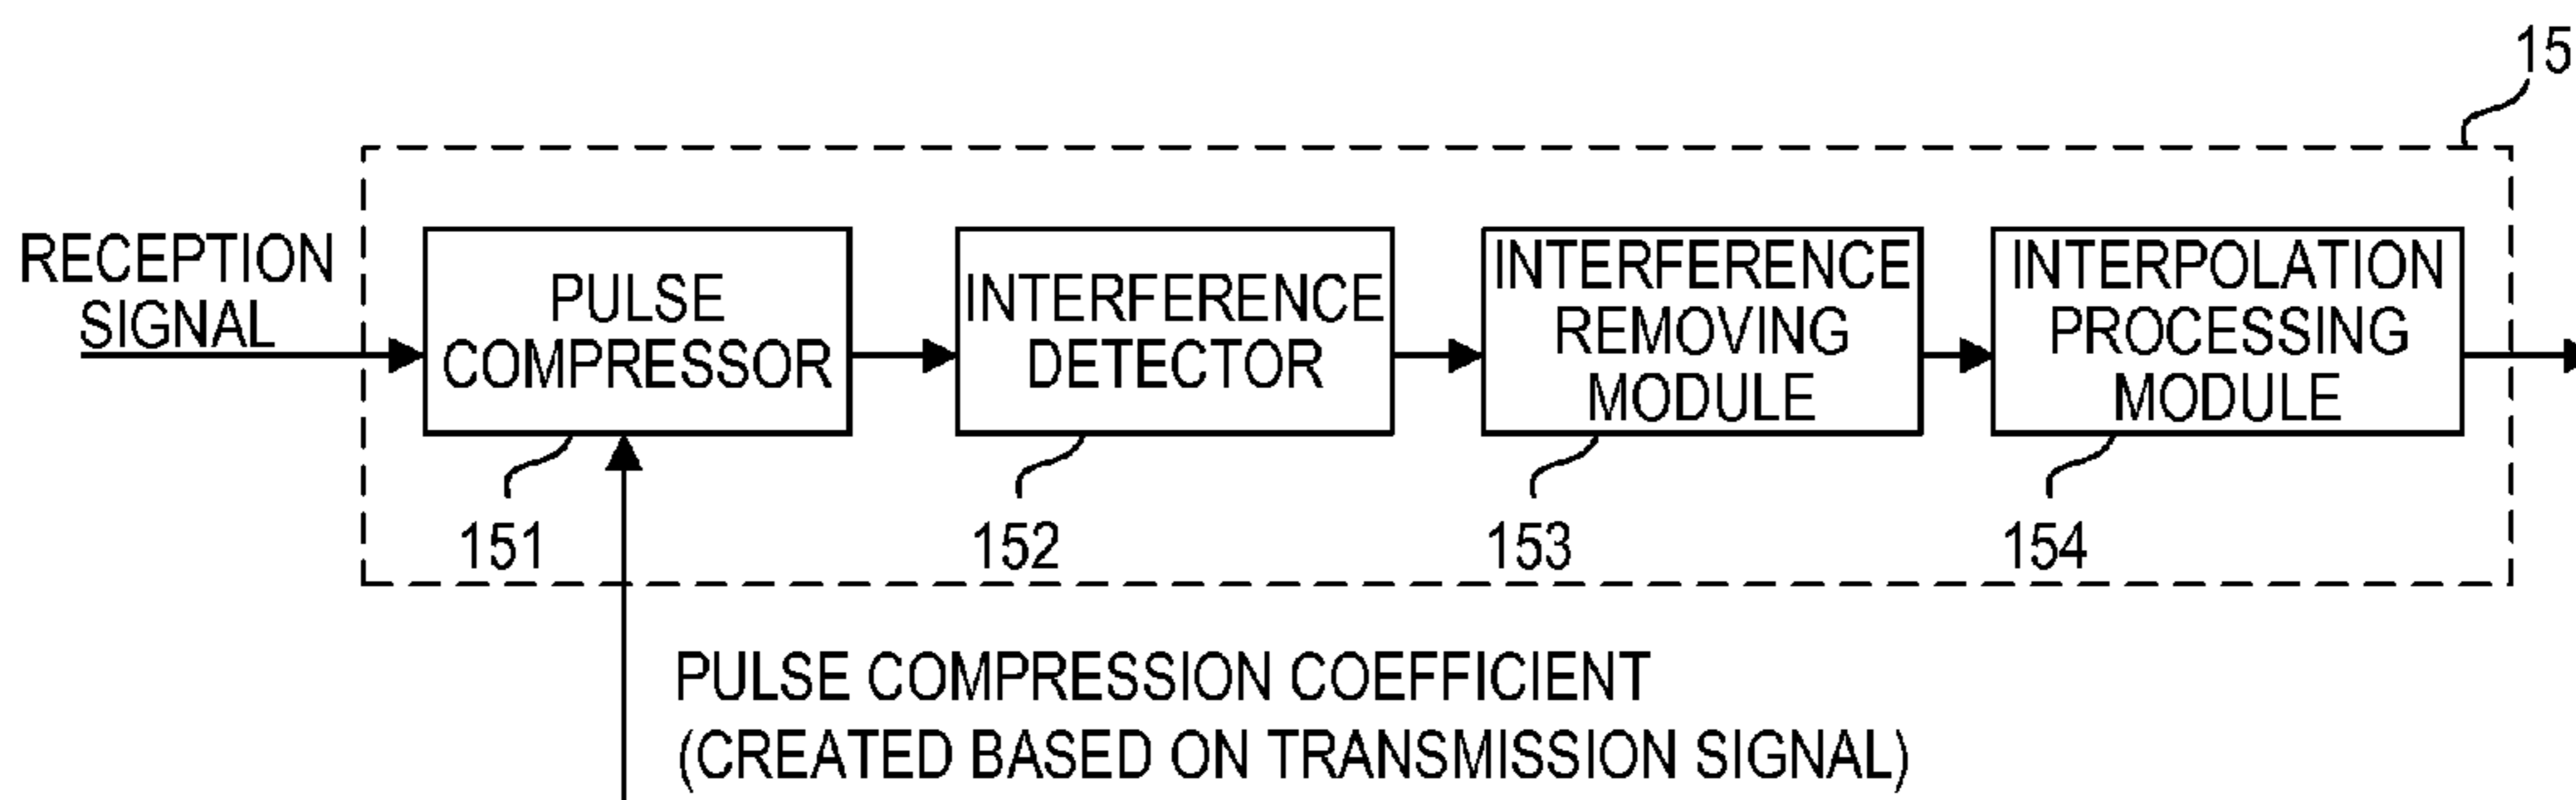 15
RECEPTION
SIGNAL
PULSE
COMPRESSOR
INTERFERENCE
DETECTOR
INTERFERENCE
REMOVING
MODULE
INTERPOLATION
PROCESSING
MODULE
151
152
153
154
PULSE COMPRESSION COEFFICIENT
(CREATED BASED ON TRANSMISSION SIGNAL)